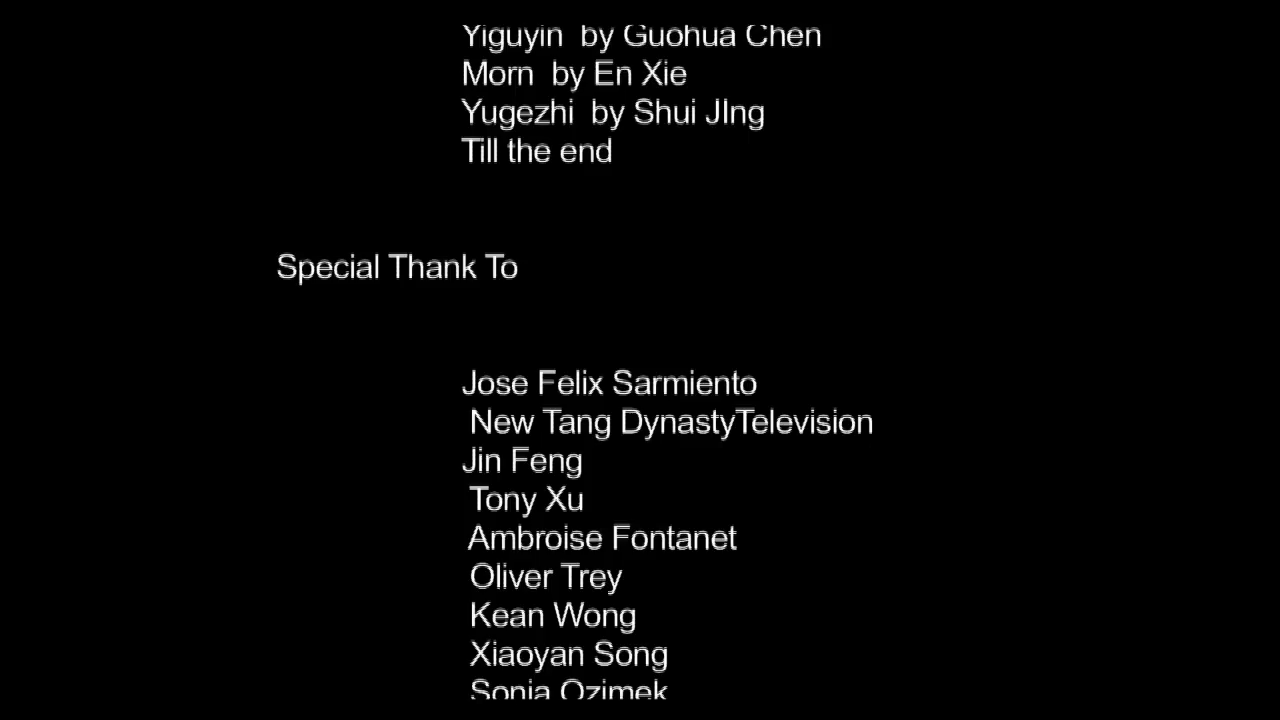 Yiguyin by Guohua Chen
Morn by En Xie
Yugezhi by Shui JIng
Till the end
Special Thank To
Jose Felix Sarmiento
New Tang DynastyTelevision
Jin Feng
Tony Xu
Ambroise Fontanet
Oliver Trey
Kean Wong
Xiaoyan Song
Sonia Ozimek